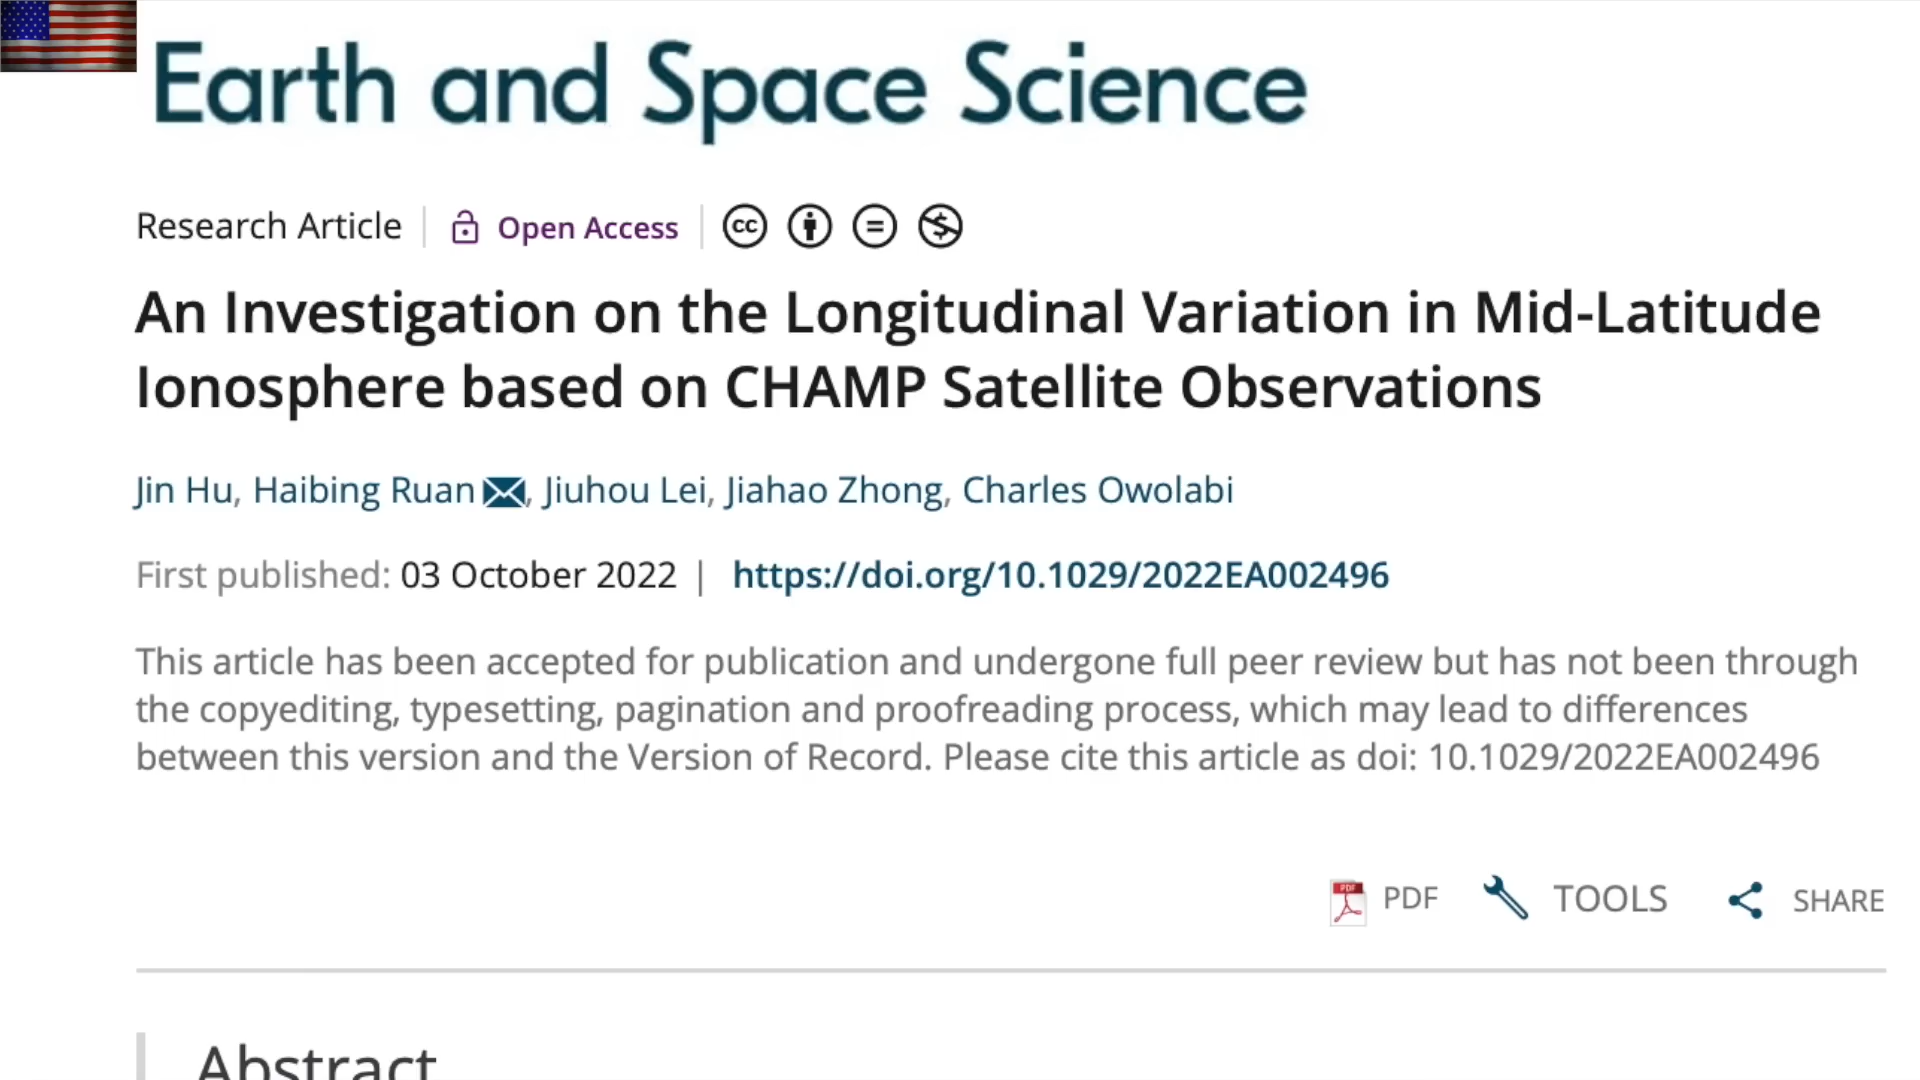 Earth and Space Science
Research Article | Open Access | cc
An Investigation on the Longitudinal Variation in Mid-Latitude
Ionosphere based on CHAMP Satellite Observations
Jin Hu, Haibing Ruan, Jiuhou Lei, Jiahao Zhong, Charles Owolabi
First published: 03 October 2022 | https://doi.org/10.1029/2022EA002496
This article has been accepted for publication and undergone full peer review but has not been through
the copyediting, typesetting, pagination and proofreading process, which may lead to differences
between this version and the Version of Record. Please cite this article as doi: 10.1029/2022EA002496
PDF TOOLS SHARE
Abstract